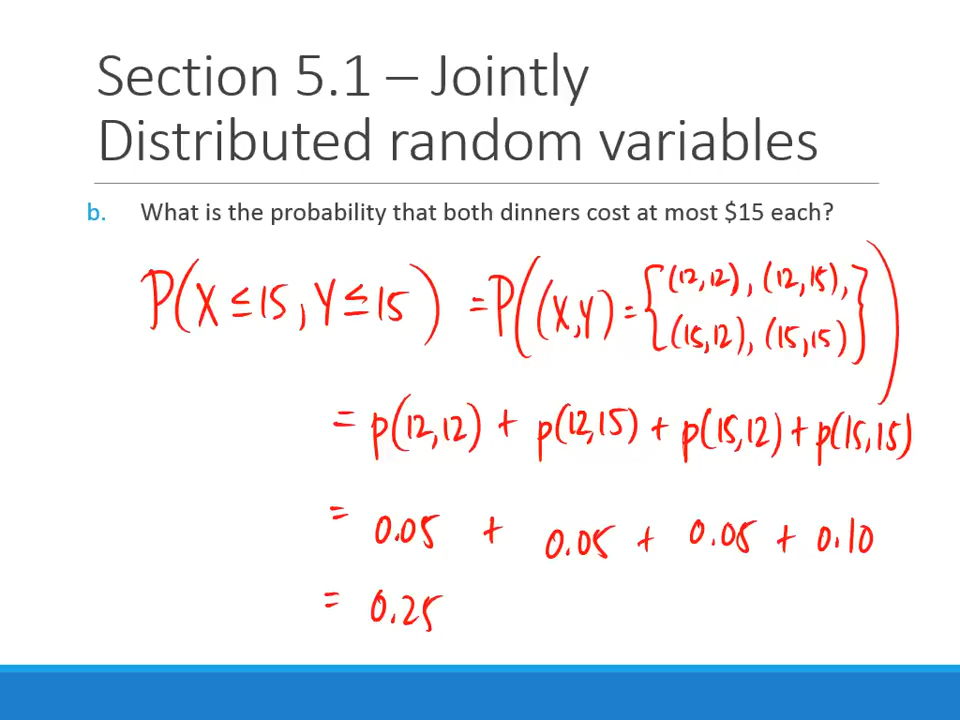 Section 5.1 – Jointly
Distributed random variables
b. What is the probability that both dinners cost at most $15 each?
P(X ≤ 15, Y ≤ 15) = P((X,Y) = {(12,12), (12,15),
(15,12), (15,15)})
= p(12,12) + p(12,15) + p(15,12) + p(15,15)
= 0.05 + 0.05 + 0.05 + 0.10
= 0.25